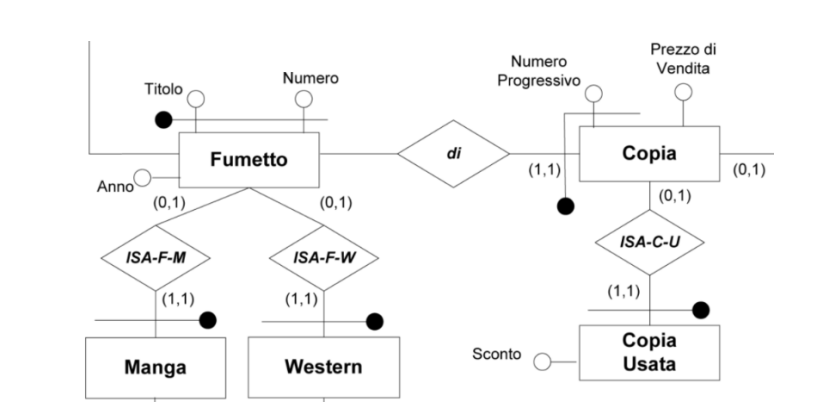 Titolo
Numero
Numero
Progressivo
Prezzo di
Vendita
Fumetto
di
Copia
(1,1)
(0,1)
Anno
(0,1)
(0,1)
(0,1)
ISA-F-M
ISA-F-W
ISA-C-U
(1,1)
(1,1)
(1,1)
Manga
Western
Sconto
Copia
Usata